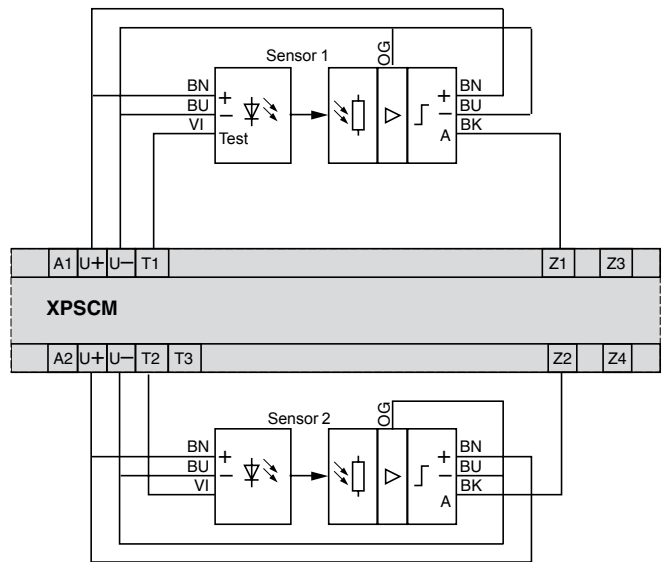 Sensor 1
OG
BN
BU
VI
+
−
Test
+
−
A
BN
BU
BK
A1 U+ U− T1 Z1 Z3
XPSCM
A2 U+ U− T2 T3 Z2 Z4
Sensor 2
OG
BN
BU
VI
+
−
+
−
A
BN
BU
BK